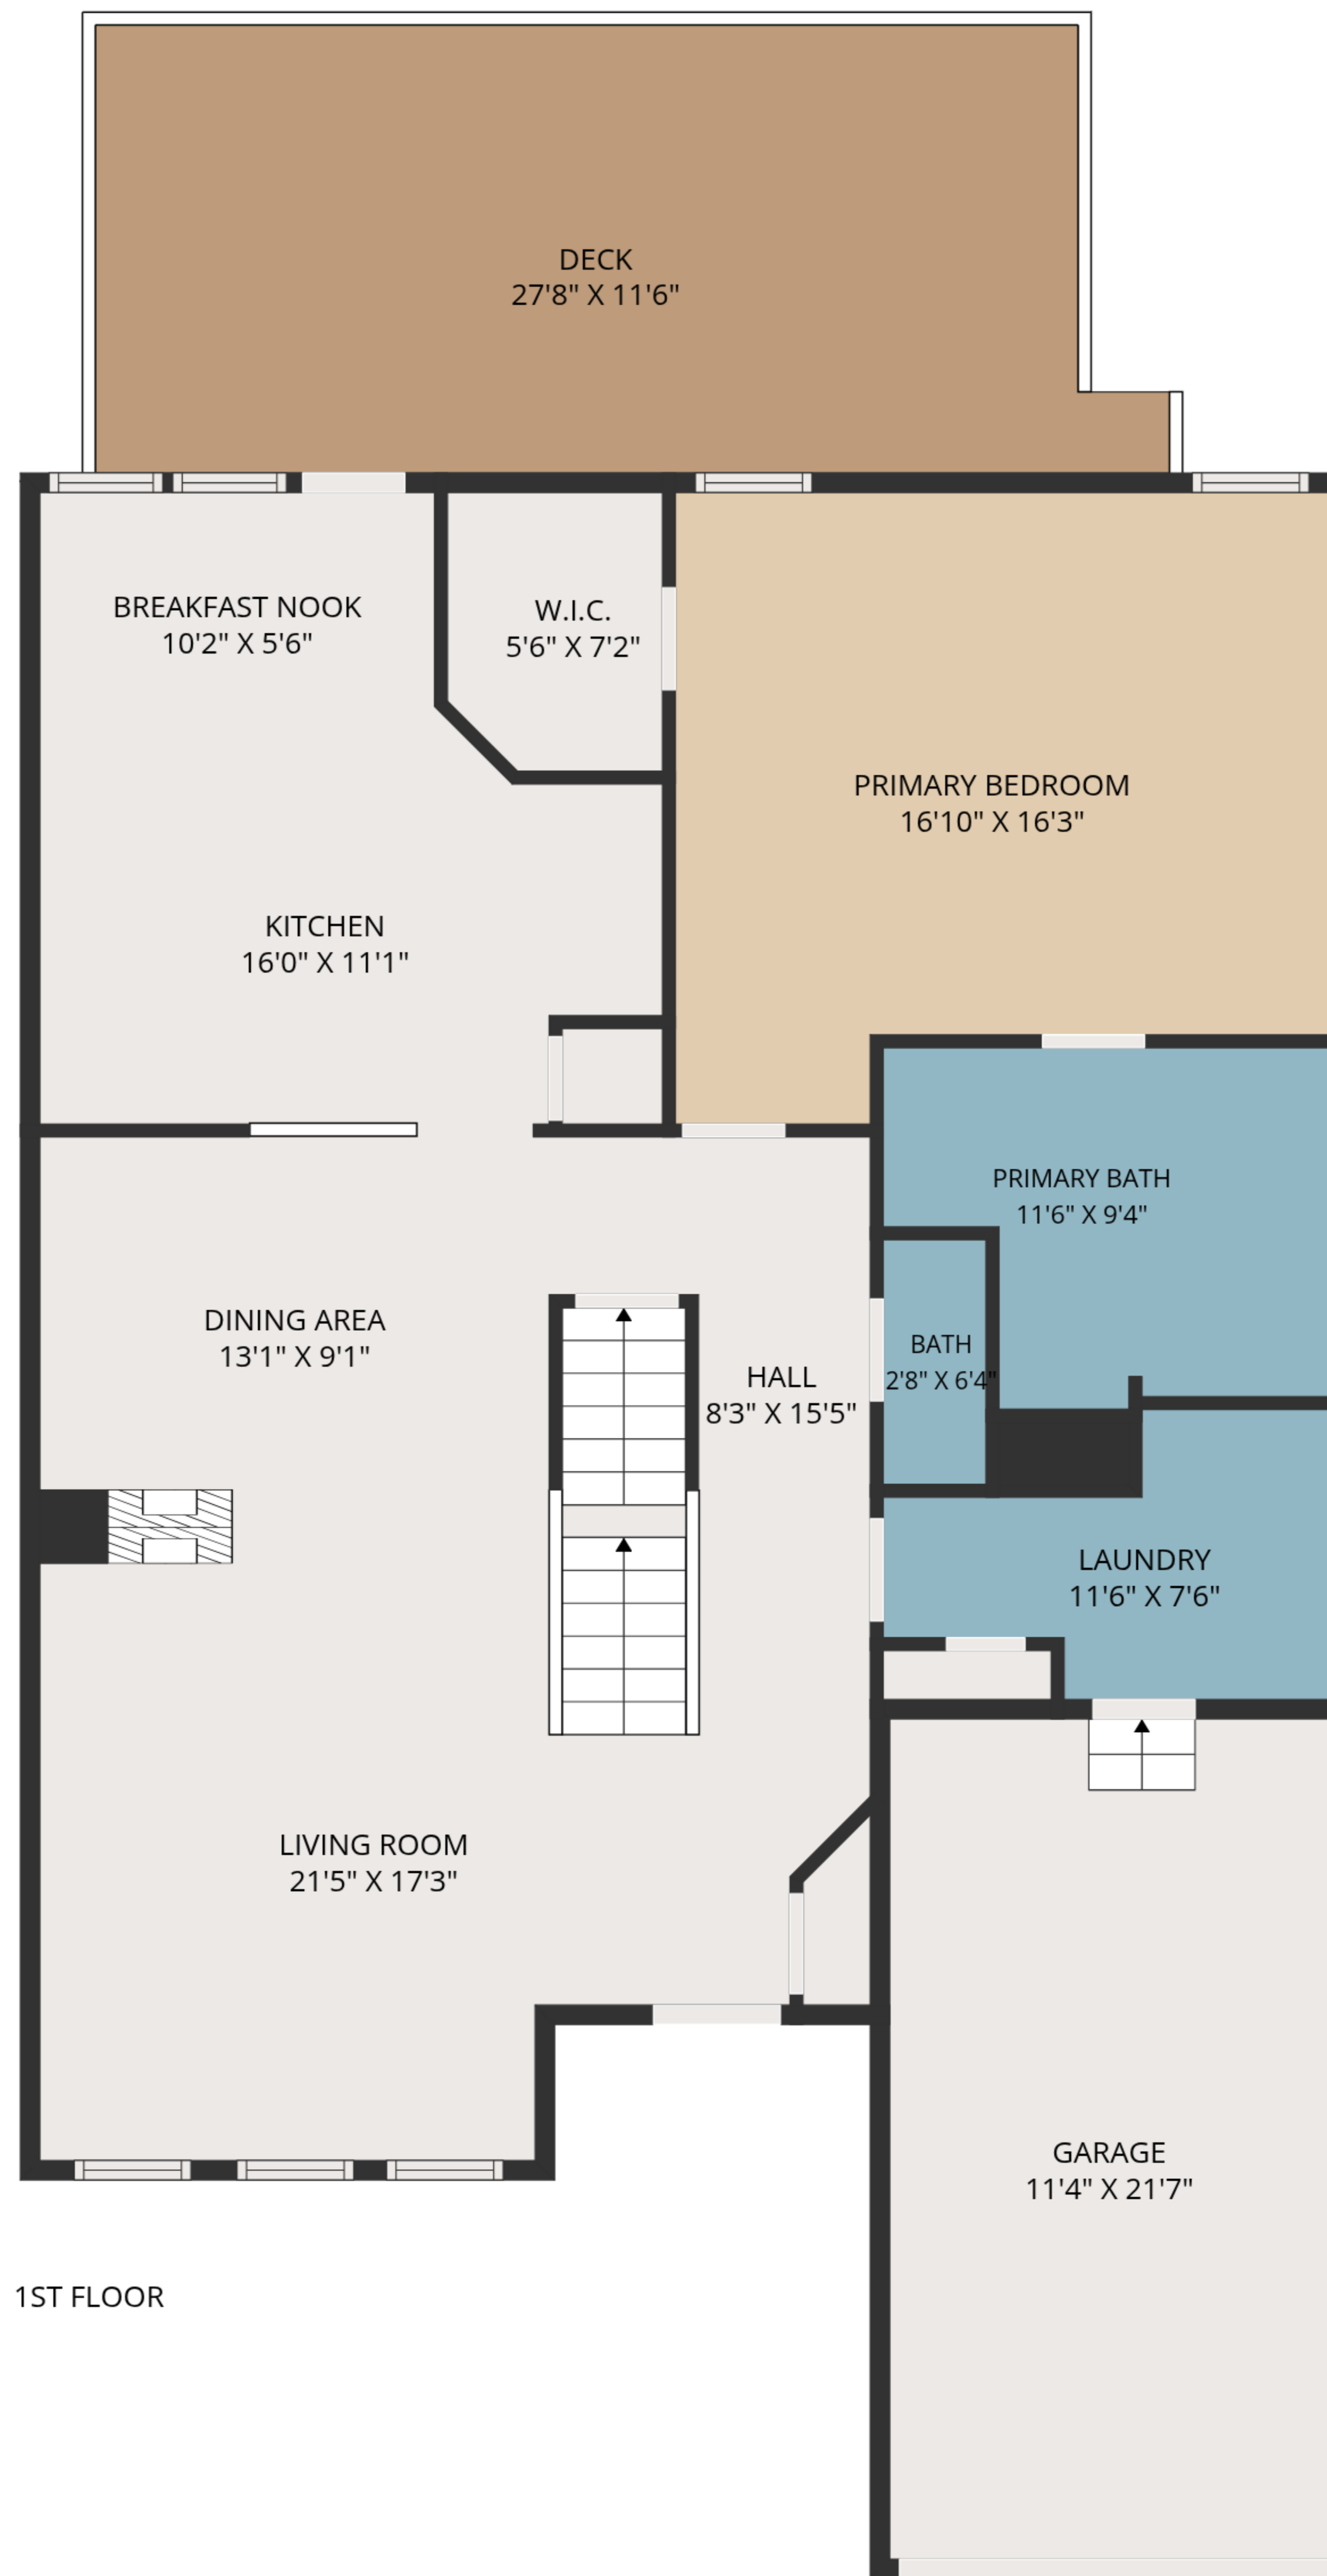 DECK
27'8" X 11'6"
BREAKFAST NOOK
10'2" X 5'6"
W.I.C.
5'6" X 7'2"
PRIMARY BEDROOM
16'10" X 16'3"
KITCHEN
16'0" X 11'1"
PRIMARY BATH
11'6" X 9'4"
DINING AREA
13'1" X 9'1"
HALL
8'3" X 15'5"
BATH
2'8" X 6'4"
LAUNDRY
11'6" X 7'6"
LIVING ROOM
21'5" X 17'3"
GARAGE
11'4" X 21'7"
1ST FLOOR